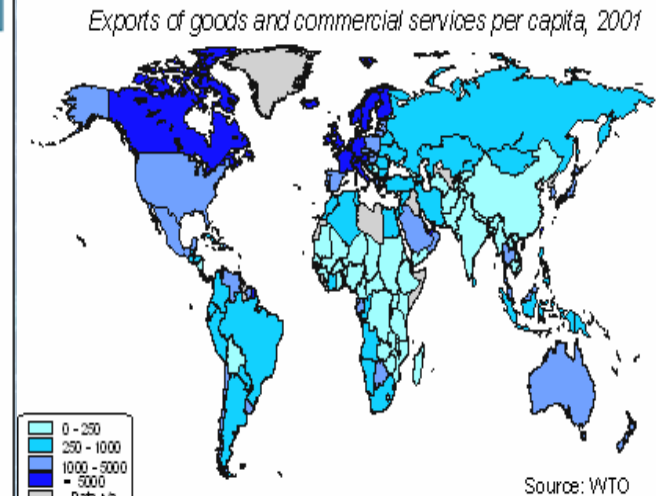 Exports of goods and commercial services per capita, 2001
0 - 250
250 - 1000
1000 - 5000
= 5000
Source: WTO